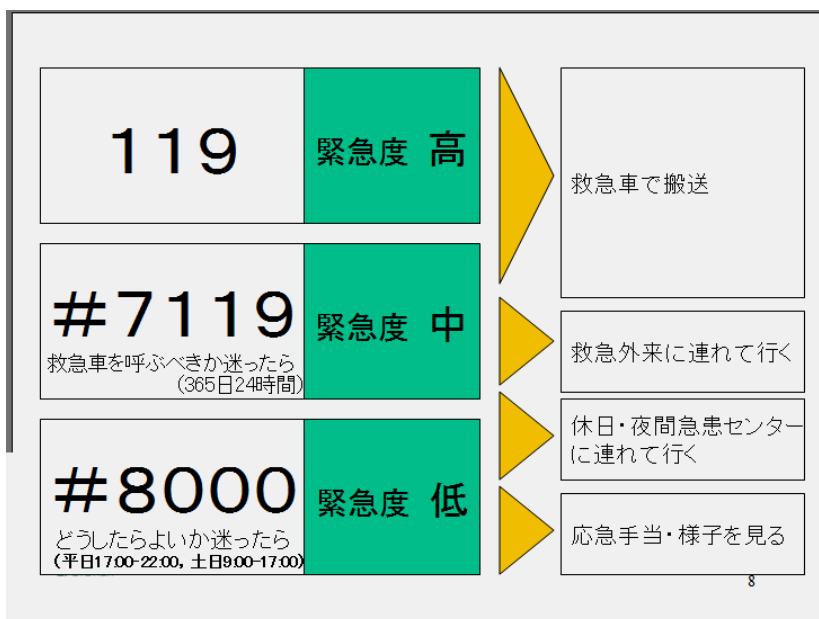 119
緊急度 高
救急車で搬送
#7119
救急車を呼ぶべきか迷ったら
(365日24時間)
緊急度 中
救急外来に連れて行く
休日・夜間急患センター
に連れて行く
#8000
どうしたらよいか迷ったら
(平日17:00-22:00, 土日9:00-17:00)
緊急度 低
応急手当・様子を見る
8